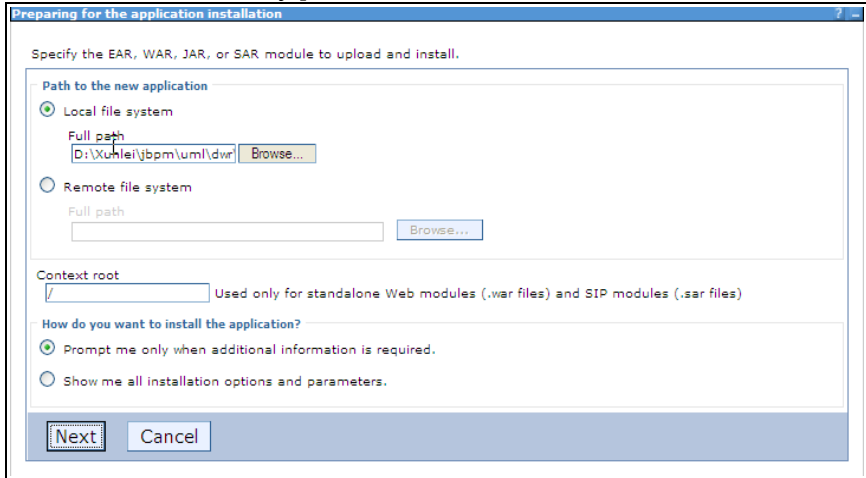 Preparing for the application installation ? –
Specify the EAR, WAR, JAR, or SAR module to upload and install.
Path to the new application
Local file system
Full path
D:\Xunlei\jbpm\uml\dwr\ Browse...
Remote file system
Full path
Browse...
Context root
/ Used only for standalone Web modules (.war files) and SIP modules (.sar files)
How do you want to install the application?
Prompt me only when additional information is required.
Show me all installation options and parameters.
Next Cancel